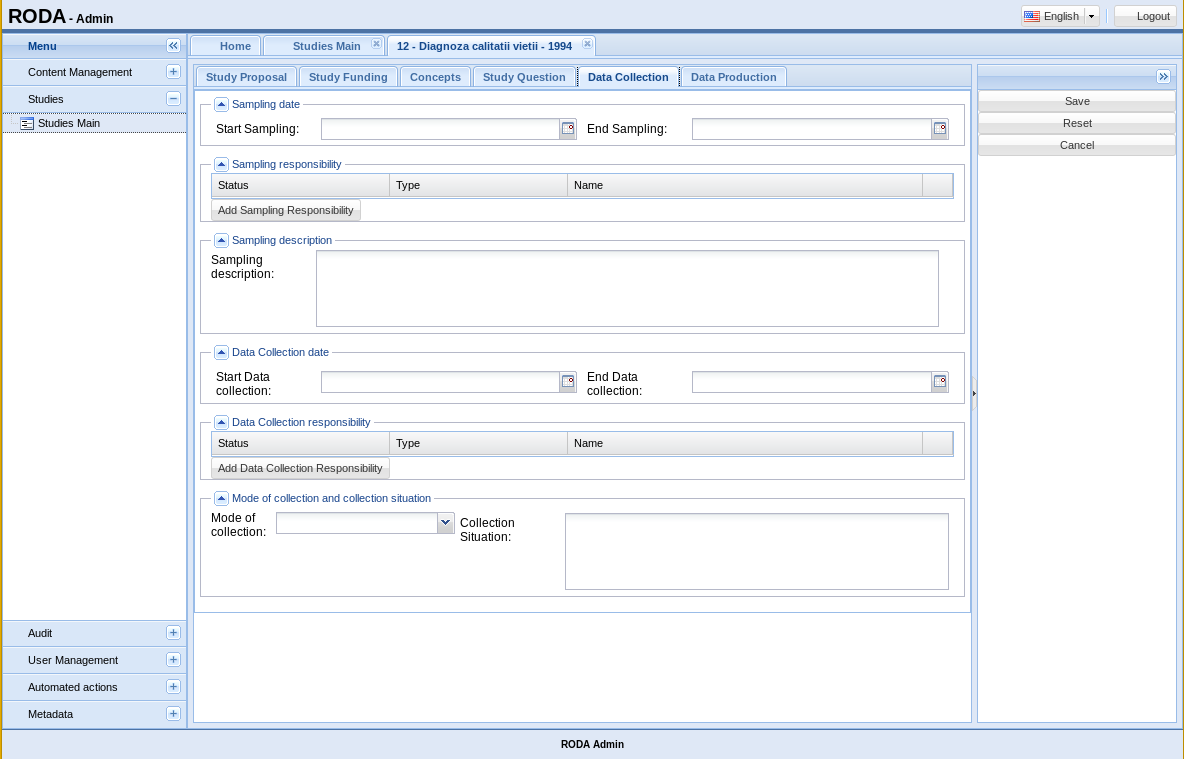 RODA - Admin
English
Logout
Menu
Home
Studies Main
12 - Diagnoza calitatii vietii - 1994
Content Management
Studies
Studies Main
Study Proposal
Study Funding
Concepts
Study Question
Data Collection
Data Production
Save
Reset
Cancel
Sampling date
Start Sampling:
End Sampling:
Sampling responsibility
Status
Type
Name
Add Sampling Responsibility
Sampling description
Sampling
description:
Data Collection date
Start Data
collection:
End Data
collection:
Data Collection responsibility
Status
Type
Name
Add Data Collection Responsibility
Mode of collection and collection situation
Mode of
collection:
Collection
Situation:
Audit
User Management
Automated actions
Metadata
RODA Admin